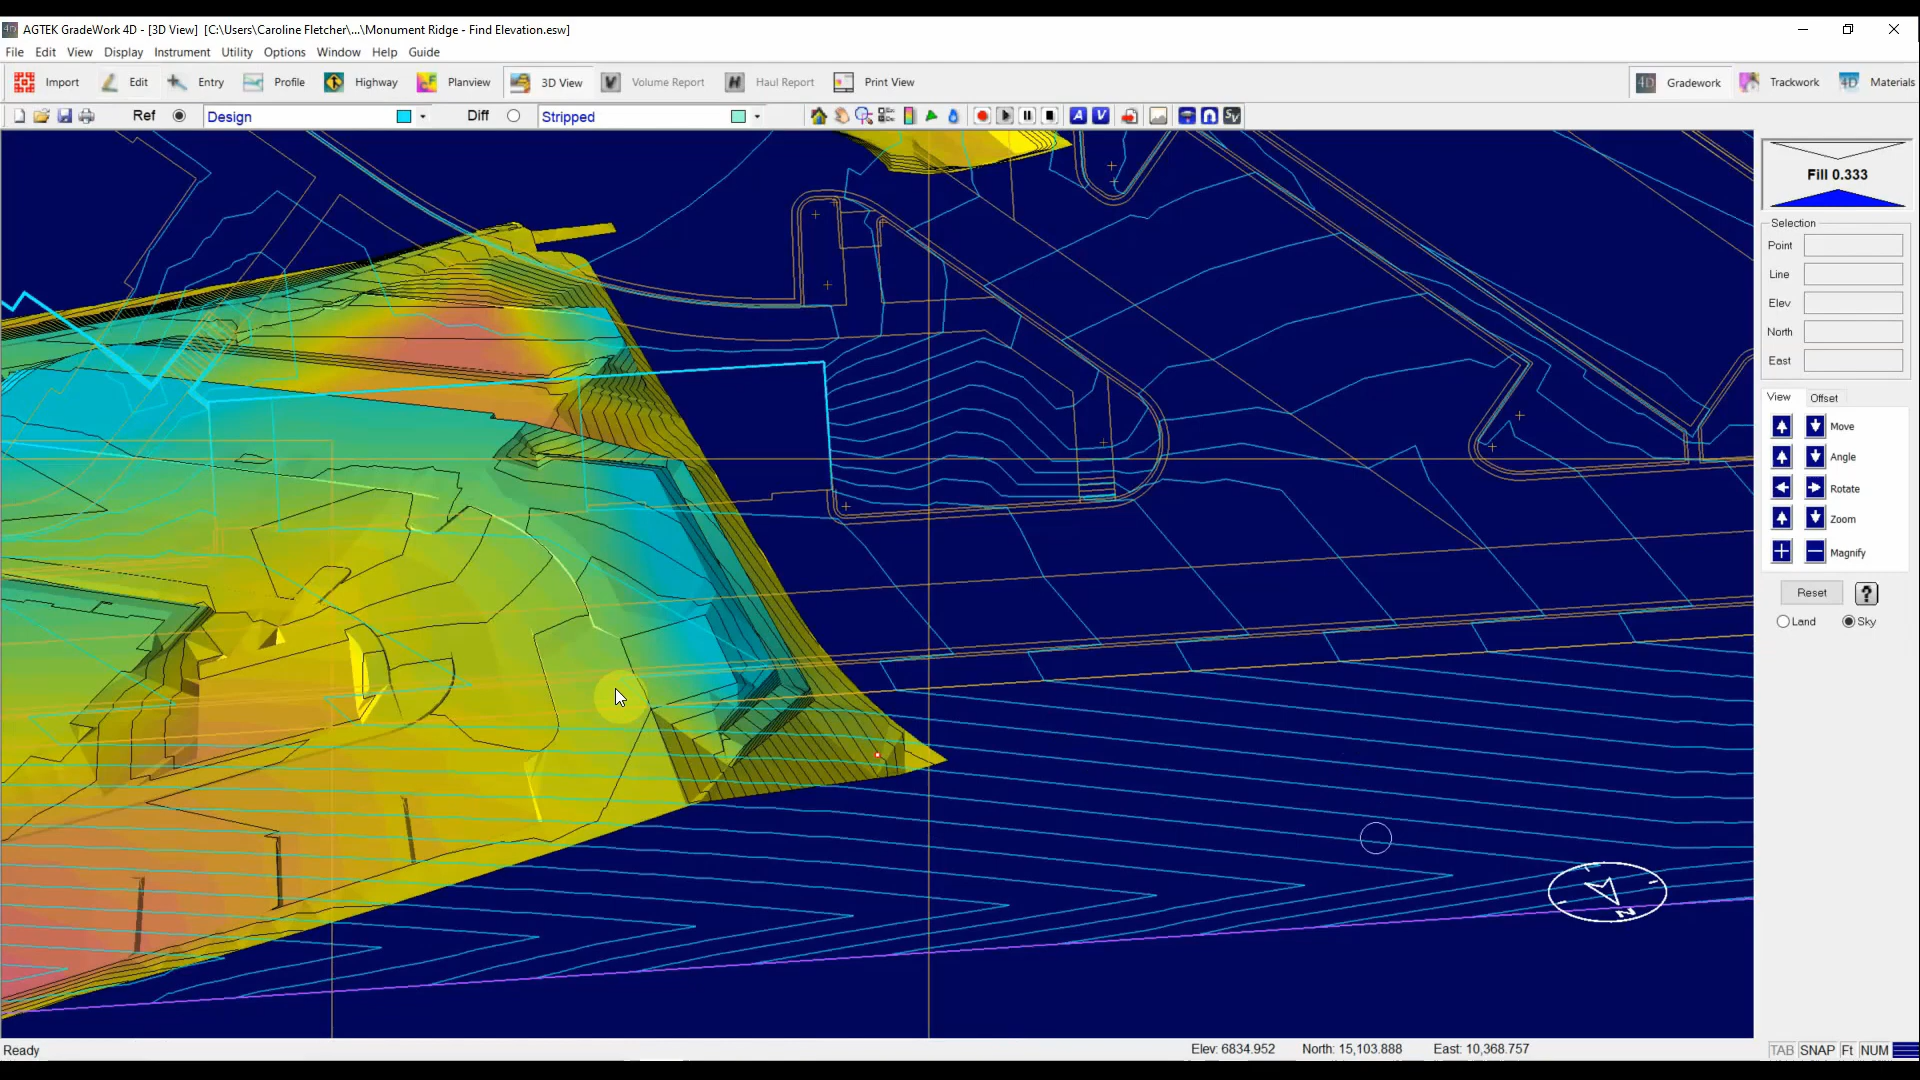 AGTEK GradeWork 4D - [3D View]  [C:\Users\Caroline Fletcher\...\Monument Ridge - Find Elevation.esw]
File Edit View Display Instrument Utility Options Window Help Guide
Import Edit Entry Profile Highway Planview 3D View Volume Report Haul Report Print View 4D Gradework Trackwork 4D Materials
Ref Design Diff Stripped A V SV
Fill 0.333
Selection
Point
Line
Elev
North
East
View Offset
Move
Angle
Rotate
Zoom
Magnify
Reset ?
Land Sky
N
Ready Elev: 6834.952 North: 15,103.888 East: 10,368.757 TAB SNAP Ft NUM